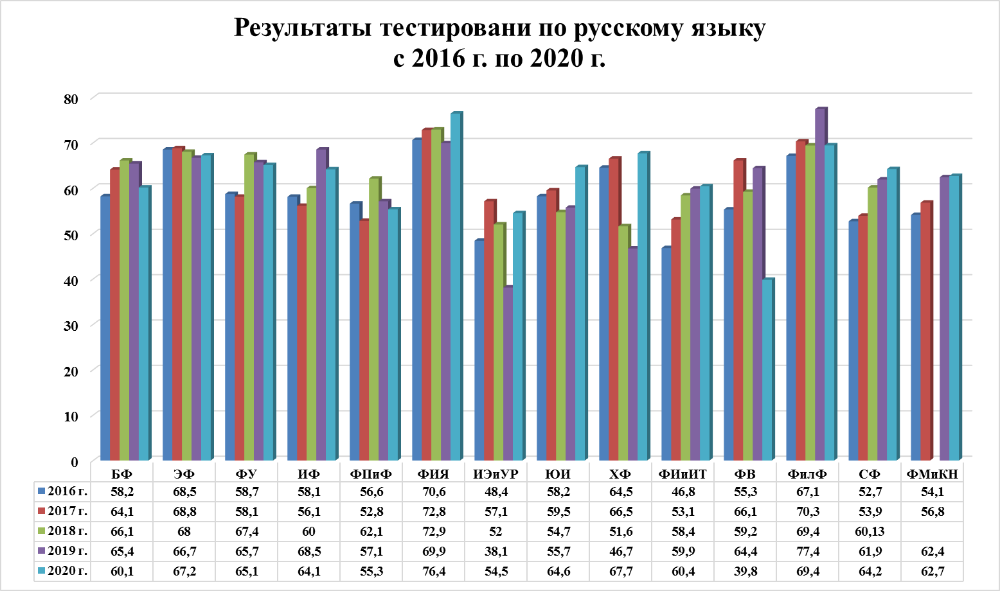 Результаты тестировани по русскому языку
с 2016 г. по 2020 г.
80
70
60
50
40
30
20
10
0
БФ ЭФ ФУ ИФ ФПиФ ФИЯ ИЭиУР ЮИ ХФ ФИиИТ ФВ ФилФ СФ ФМиКН
2016 г. 58,2 68,5 58,7 58,1 56,6 70,6 48,4 58,2 64,5 46,8 55,3 67,1 52,7 54,1
2017 г. 64,1 68,8 58,1 56,1 52,8 72,8 57,1 59,5 66,5 53,1 66,1 70,3 53,9 56,8
2018 г. 66,1 68 67,4 60 62,1 72,9 52 54,7 51,6 58,4 59,2 69,4 60,13
2019 г. 65,4 66,7 65,7 68,5 57,1 69,9 38,1 55,7 46,7 59,9 64,4 77,4 61,9 62,4
2020 г. 60,1 67,2 65,1 64,1 55,3 76,4 54,5 64,6 67,7 60,4 39,8 69,4 64,2 62,7